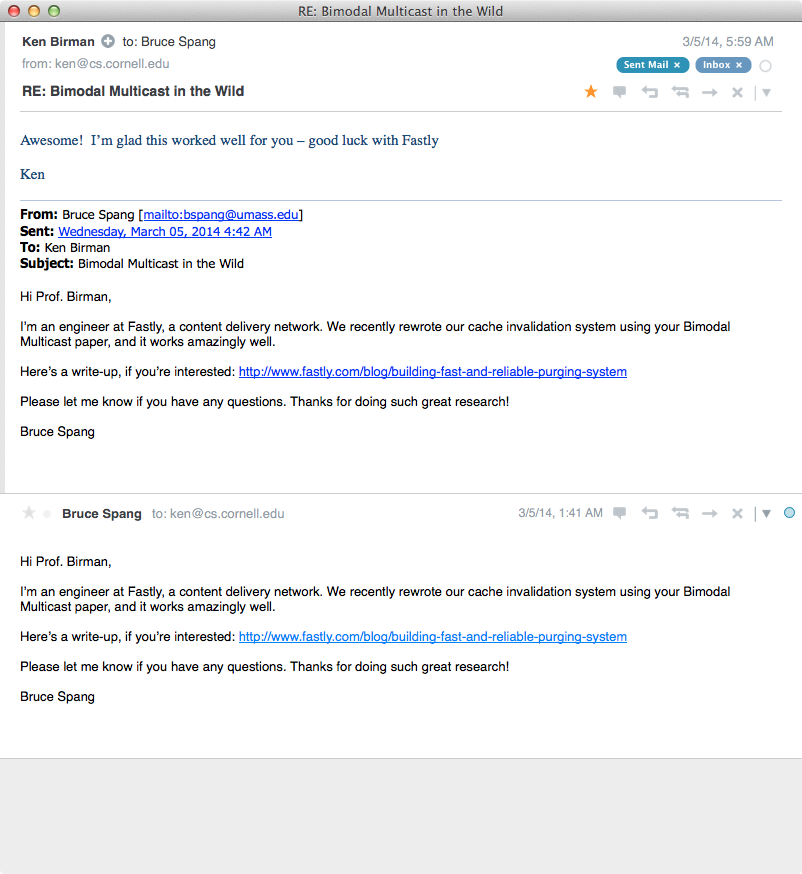 RE: Bimodal Multicast in the Wild
Ken Birman to: Bruce Spang 3/5/14, 5:59 AM
from: ken@cs.cornell.edu Sent Mail × Inbox ×
RE: Bimodal Multicast in the Wild
Awesome!  I’m glad this worked well for you – good luck with Fastly
Ken
From: Bruce Spang [mailto:bspang@umass.edu]
Sent: Wednesday, March 05, 2014 4:42 AM
To: Ken Birman
Subject: Bimodal Multicast in the Wild
Hi Prof. Birman,
I’m an engineer at Fastly, a content delivery network. We recently rewrote our cache invalidation system using your Bimodal
Multicast paper, and it works amazingly well.
Here’s a write-up, if you’re interested: http://www.fastly.com/blog/building-fast-and-reliable-purging-system
Please let me know if you have any questions. Thanks for doing such great research!
Bruce Spang
Bruce Spang to: ken@cs.cornell.edu 3/5/14, 1:41 AM
Hi Prof. Birman,
I’m an engineer at Fastly, a content delivery network. We recently rewrote our cache invalidation system using your Bimodal
Multicast paper, and it works amazingly well.
Here’s a write-up, if you’re interested: http://www.fastly.com/blog/building-fast-and-reliable-purging-system
Please let me know if you have any questions. Thanks for doing such great research!
Bruce Spang